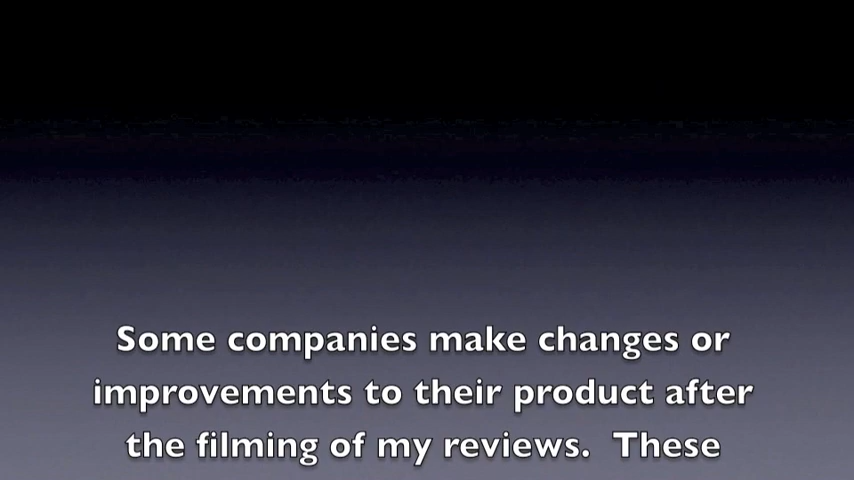 Some companies make changes or
improvements to their product after
the filming of my reviews.  These